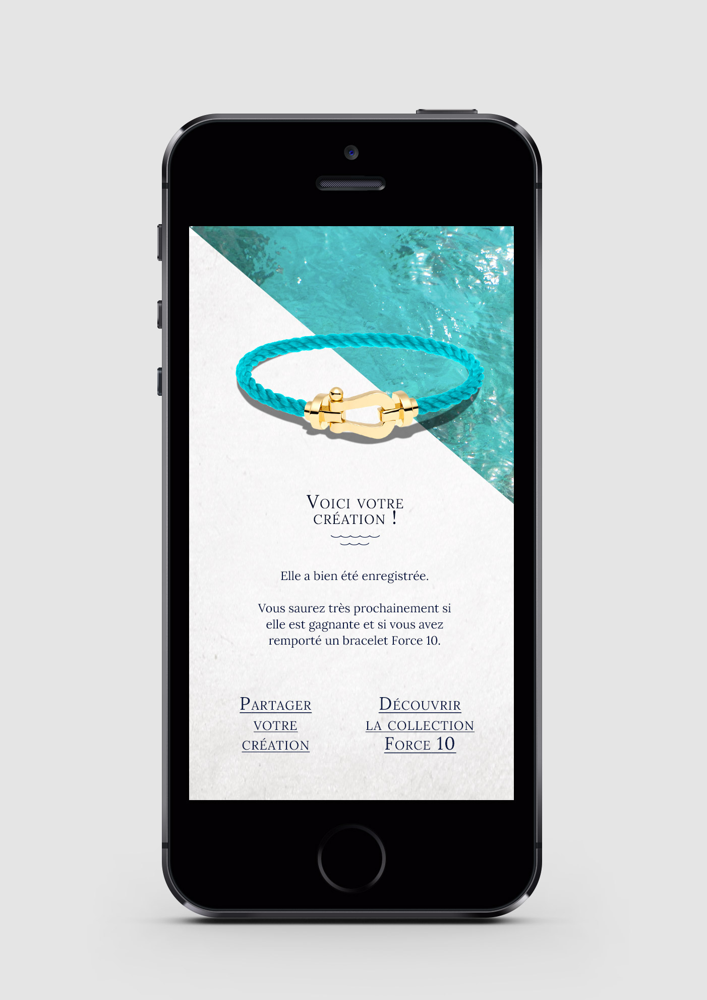 Voici votre
création !
Elle a bien été enregistrée.
Vous saurez très prochainement si
elle est gagnante et si vous avez
remporté un bracelet Force 10.
Partager
votre
création
Découvrir
la collection
Force 10